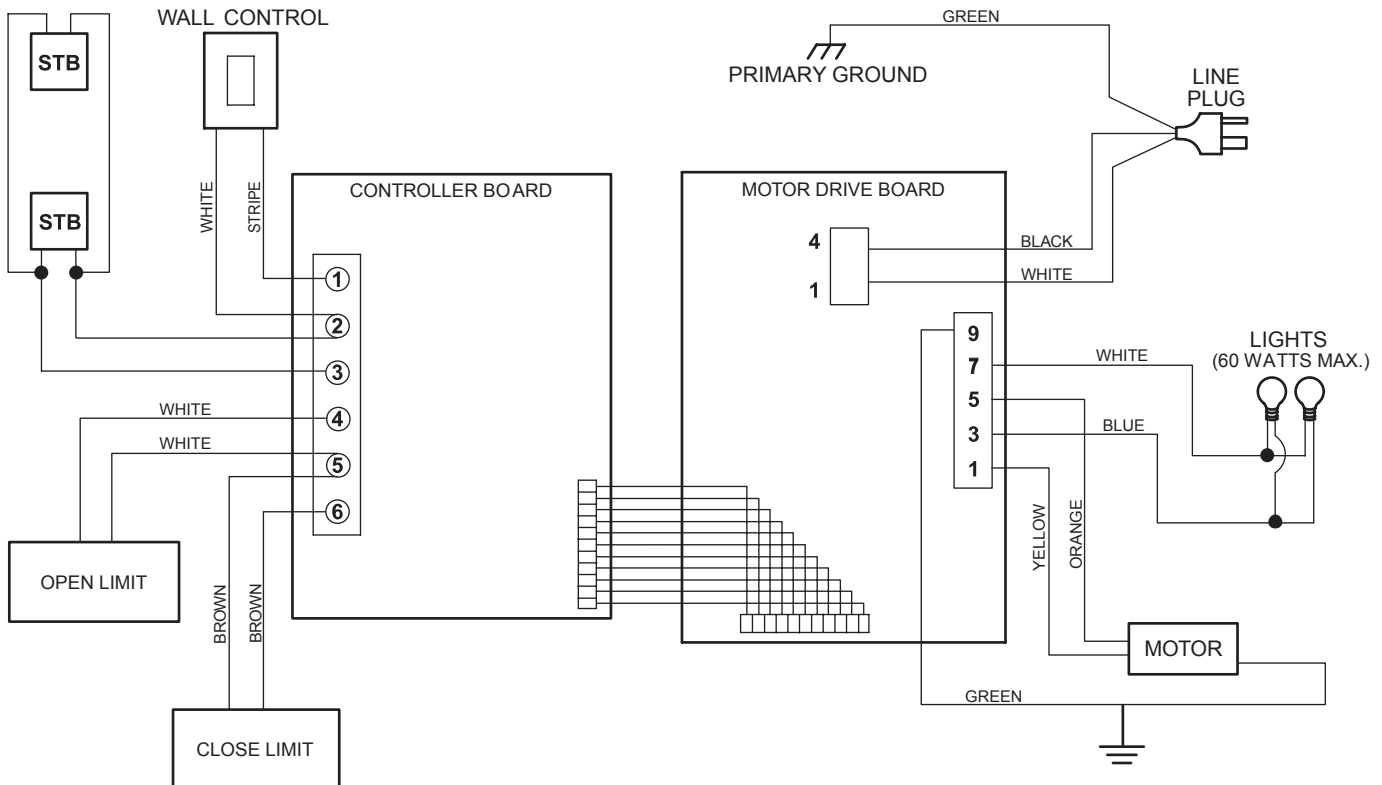 WALL CONTROL
GREEN
STB
PRIMARY GROUND
LINE
PLUG
WHITE
STRIPE
CONTROLLER BOARD
MOTOR DRIVE BOARD
STB
4
BLACK
1
WHITE
1
2
3
4
5
6
9
7
5
3
1
WHITE
LIGHTS
(60 WATTS MAX.)
BLUE
WHITE
WHITE
YELLOW
ORANGE
OPEN LIMIT
BROWN
BROWN
MOTOR
GREEN
CLOSE LIMIT